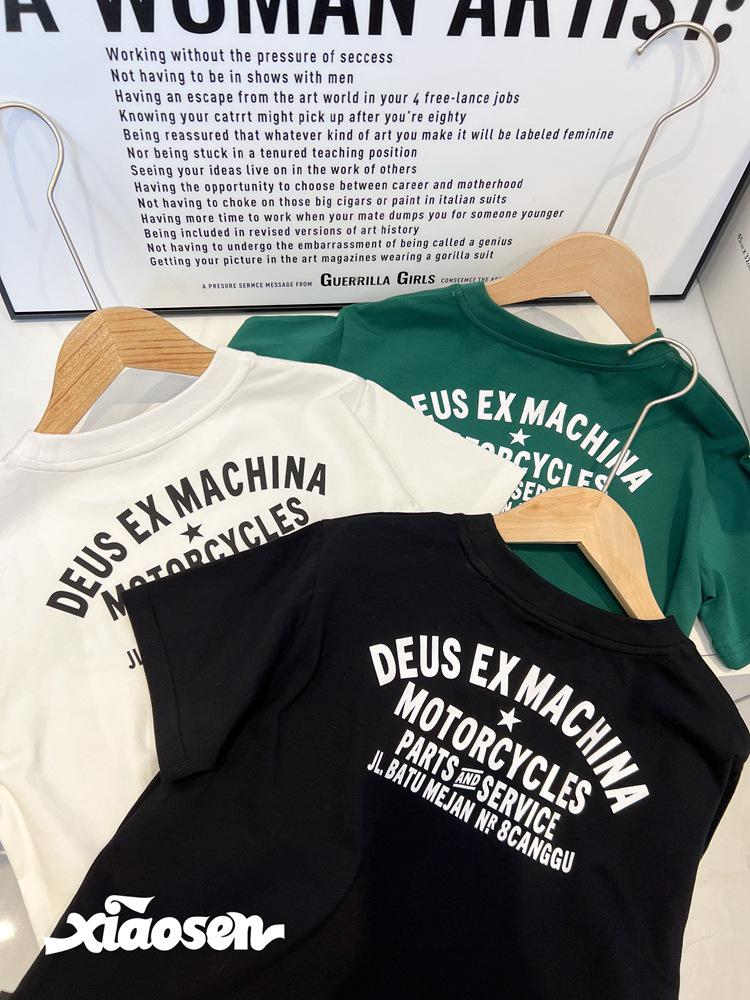 A WOMAN ARTIST:
Working without the pressure of seccess
Not having to be in shows with men
Having an escape from the art world in your 4 free-lance jobs
Knowing your catrrt might pick up after you're eighty
Being reassured that whatever kind of art you make it will be labeled feminine
Nor being stuck in a tenured teaching position
Seeing your ideas live on in the work of others
Having the opportunity to choose between career and motherhood
Not having to choke on those big cigars or paint in italian suits
Having more time to work when your mate dumps you for someone younger
Being included in revised versions of art history
Not having to undergo the embarrassment of being called a genius
Getting your picture in the art magazines wearing a gorilla suit
A PRESURE SERMCE MESSAGE FROM GUERRILLA GIRLS CONSEEMCE THE
DEUS EX MACHINA
MOTORCYCLES
SER
DEUS EX MACHINA
MOTORCYCLES
JL
DEUS EX MACHINA
MOTORCYCLES
PARTS AND SERVICE
JL. BATU MEJAN NR 8CANGGU
xiaosen